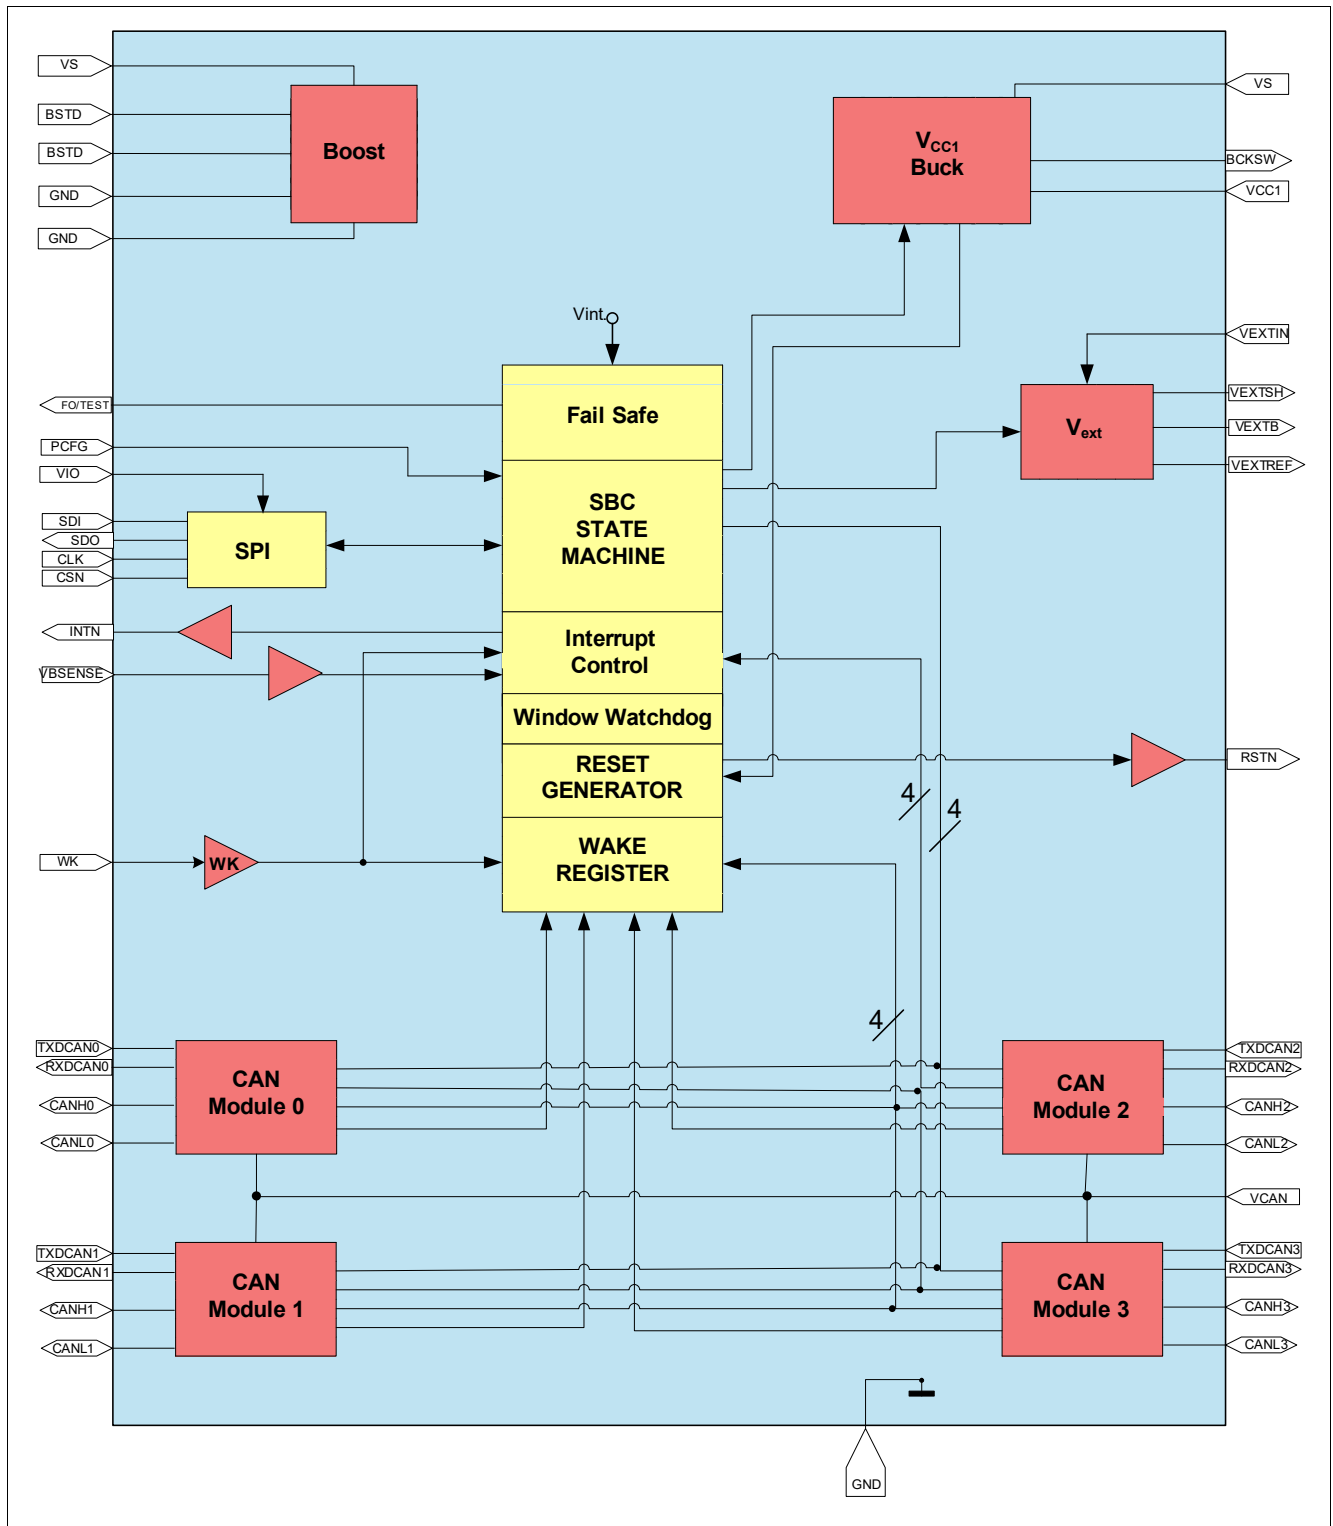 VS
BSTD
BSTD
GND
GND
Boost
VCC1
Buck
VS
BCKSW
VCC1
Vint.
VEXTIN
VEXTSH
VEXTB
VEXTREF
Vext
FO/TEST
PCFG
VIO
SDI
SDO
CLK
CSN
SPI
INTN
VBSENSE
Fail Safe
SBC
STATE
MACHINE
Interrupt
Control
Window Watchdog
RESET
GENERATOR
WAKE
REGISTER
RSTN
WK
WK
4
4
4
TXDCAN0
RXDCAN0
CANH0
CANL0
CAN
Module 0
CAN
Module 2
TXDCAN2
RXDCAN2
CANH2
CANL2
VCAN
TXDCAN1
RXDCAN1
CANH1
CANL1
CAN
Module 1
CAN
Module 3
TXDCAN3
RXDCAN3
CANH3
CANL3
GND